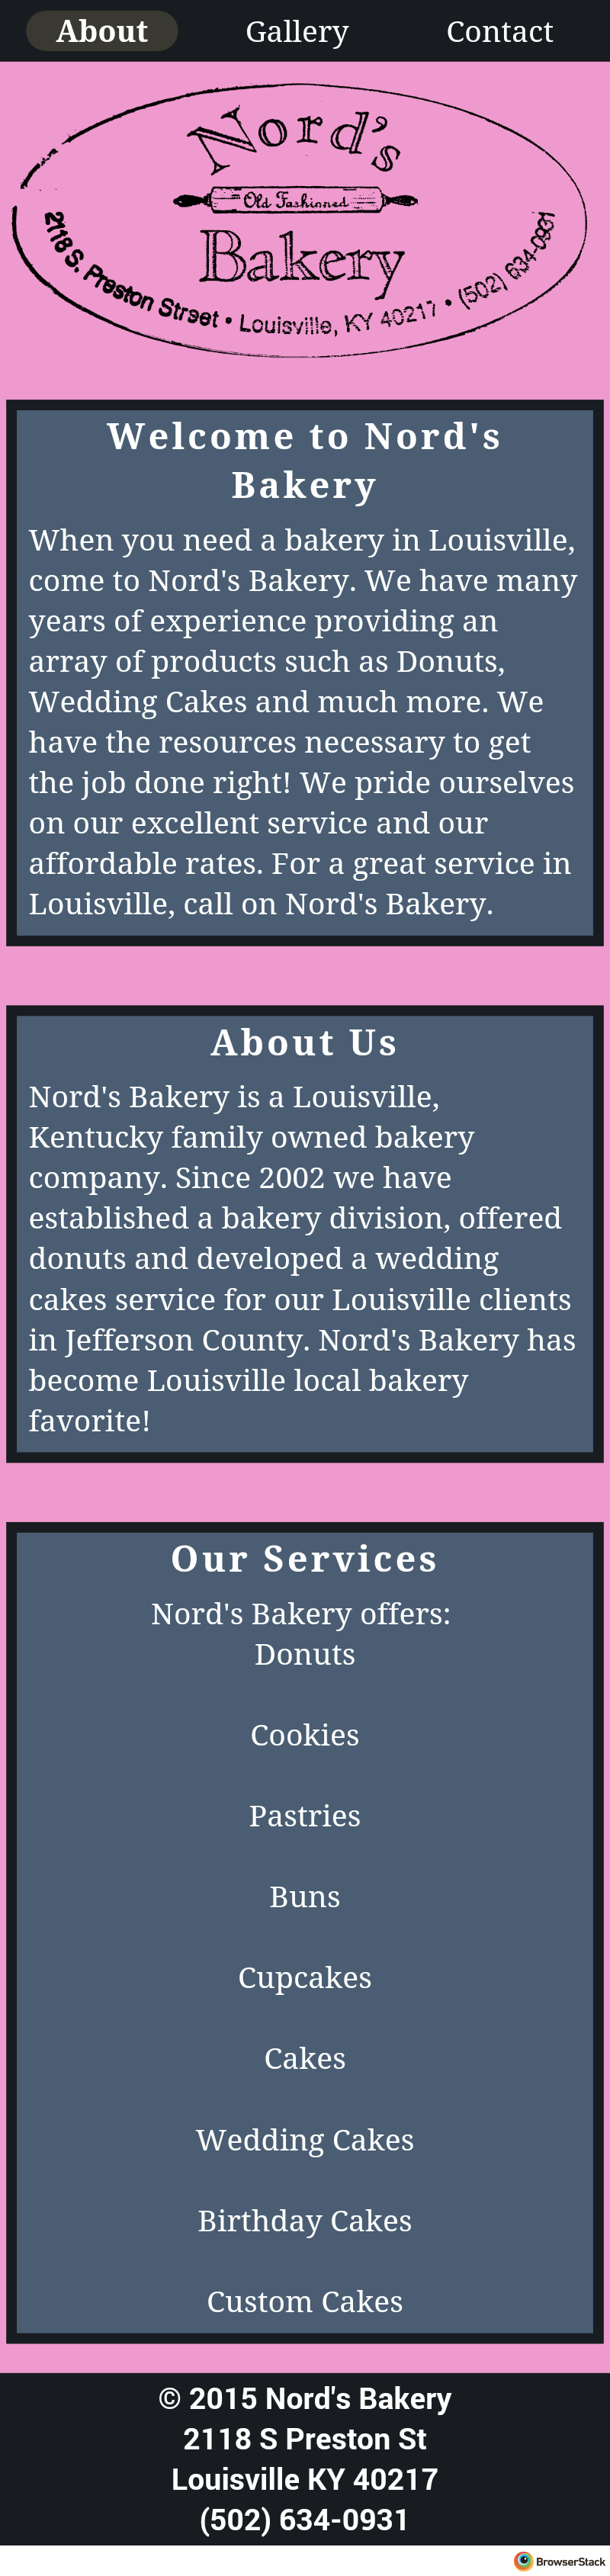 About Gallery Contact
Nord's
Old Fashioned
Bakery
2118 S. Preston Street • Louisville, KY 40217 • (502) 634-0931
Welcome to Nord's
Bakery
When you need a bakery in Louisville,
come to Nord's Bakery. We have many
years of experience providing an
array of products such as Donuts,
Wedding Cakes and much more. We
have the resources necessary to get
the job done right! We pride ourselves
on our excellent service and our
affordable rates. For a great service in
Louisville, call on Nord's Bakery.
About Us
Nord's Bakery is a Louisville,
Kentucky family owned bakery
company. Since 2002 we have
established a bakery division, offered
donuts and developed a wedding
cakes service for our Louisville clients
in Jefferson County. Nord's Bakery has
become Louisville local bakery
favorite!
Our Services
Nord's Bakery offers:
Donuts
Cookies
Pastries
Buns
Cupcakes
Cakes
Wedding Cakes
Birthday Cakes
Custom Cakes
© 2015 Nord's Bakery
2118 S Preston St
Louisville KY 40217
(502) 634-0931
BrowserStack